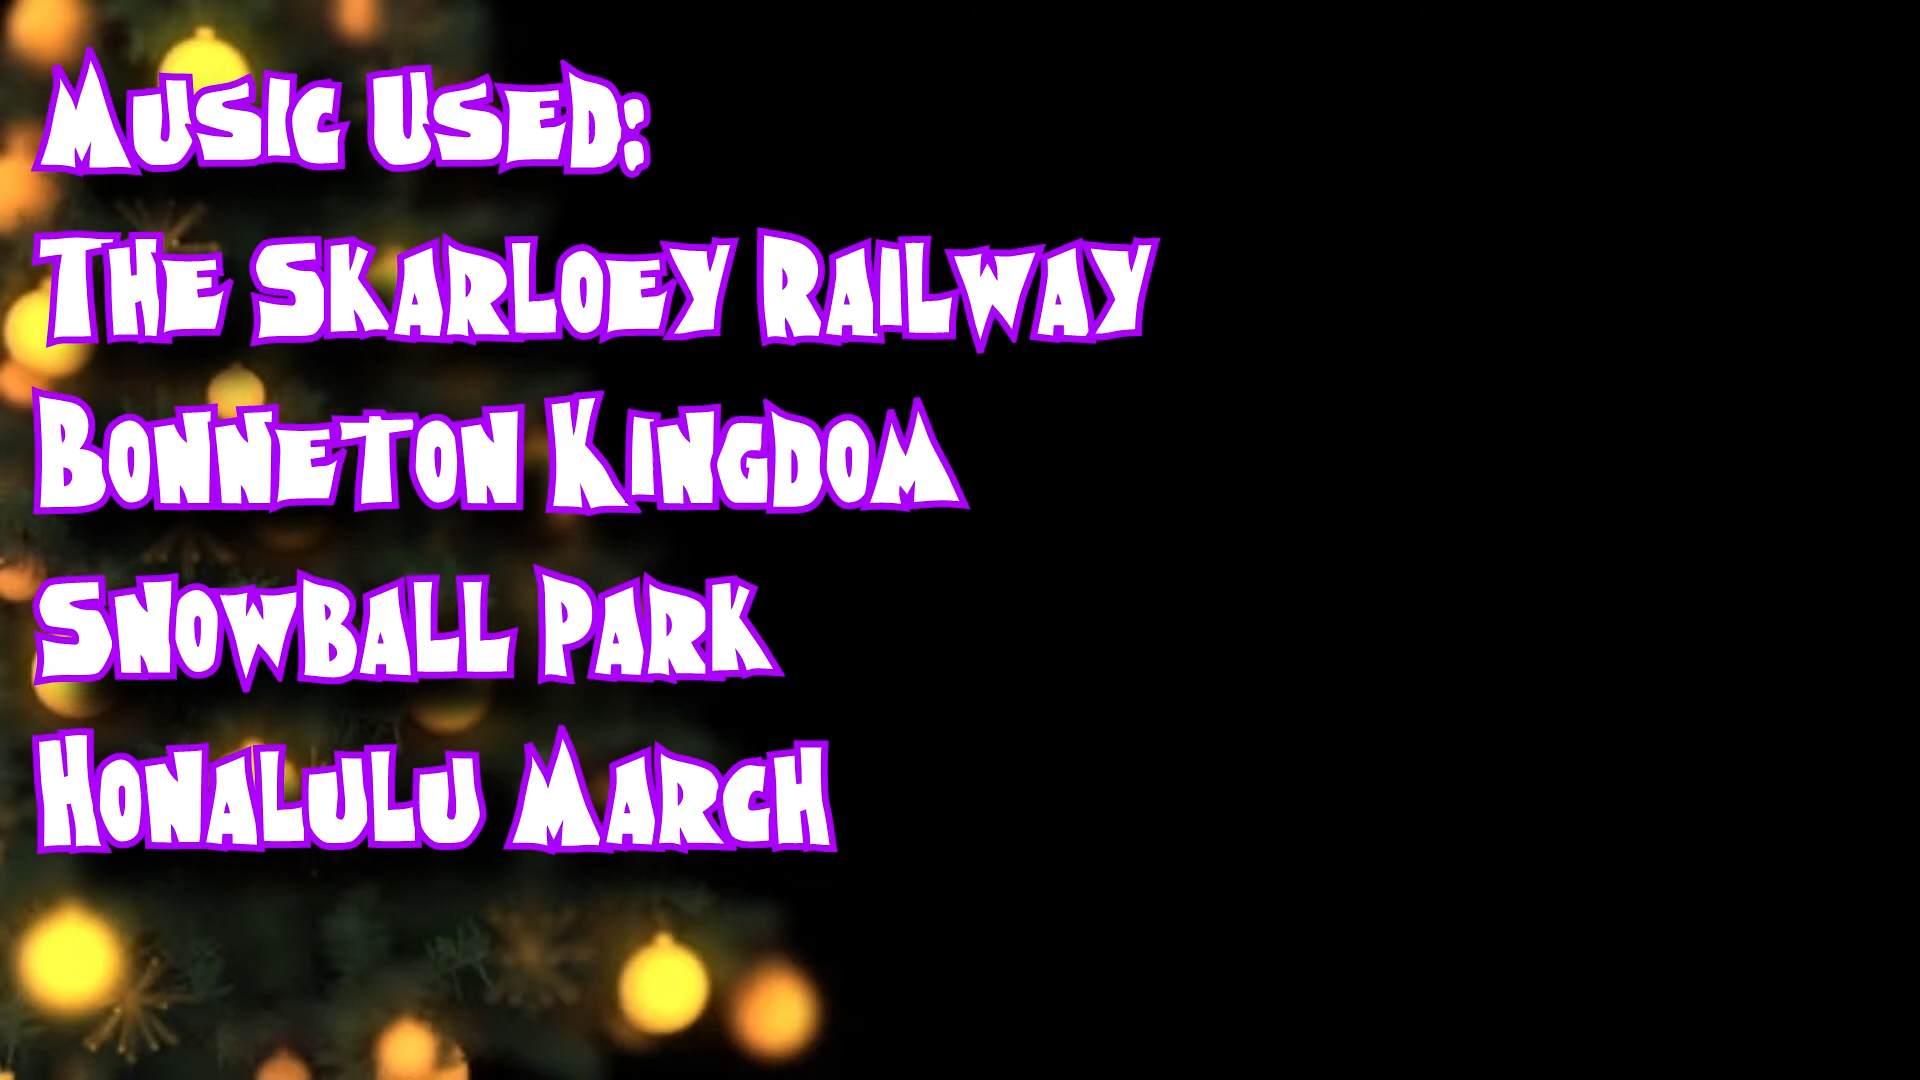 Music Used:
The Skarloey Railway
Bonneton Kingdom
Snowball Park
Honalulu March